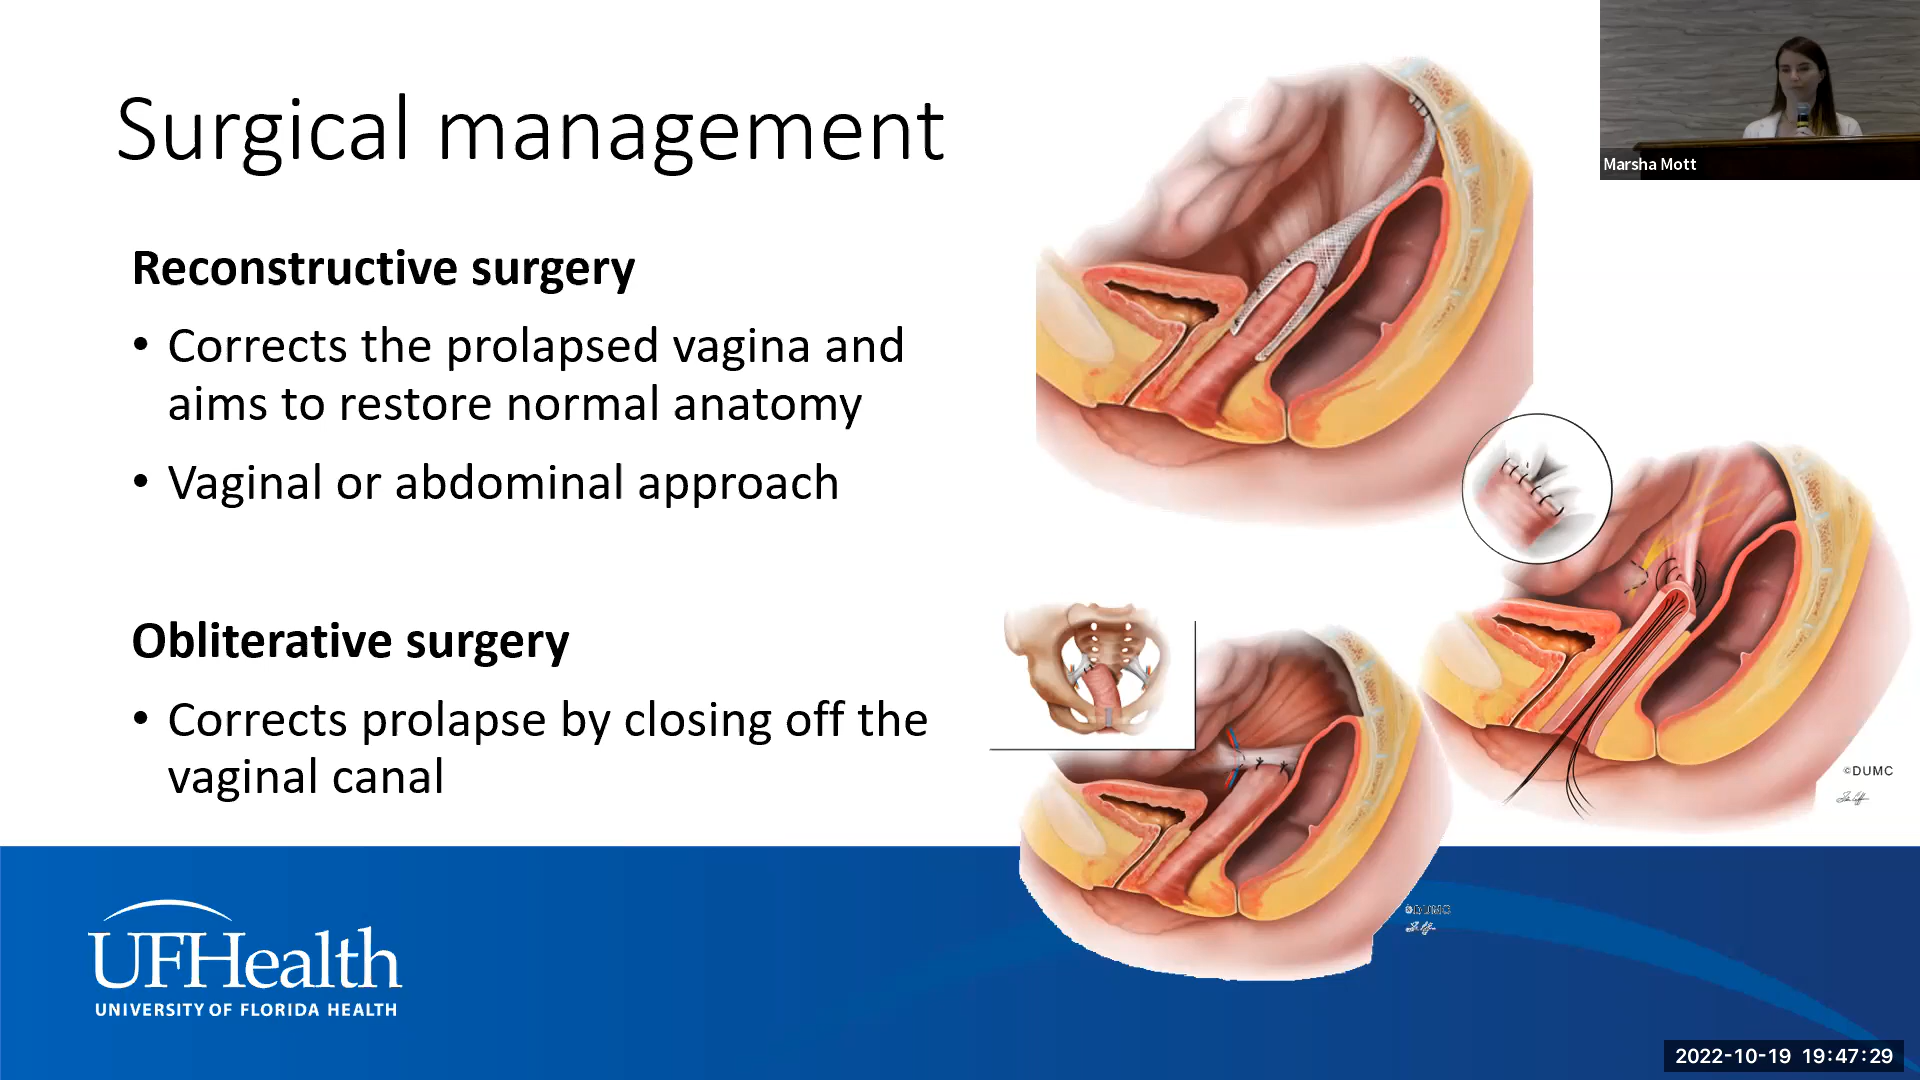 Surgical management
Marsha Mott
Reconstructive surgery
• Corrects the prolapsed vagina and
aims to restore normal anatomy
• Vaginal or abdominal approach
Obliterative surgery
• Corrects prolapse by closing off the
vaginal canal
©DUMC
©DUMC
UFHealth
UNIVERSITY OF FLORIDA HEALTH
2022-10-19 19:47:29